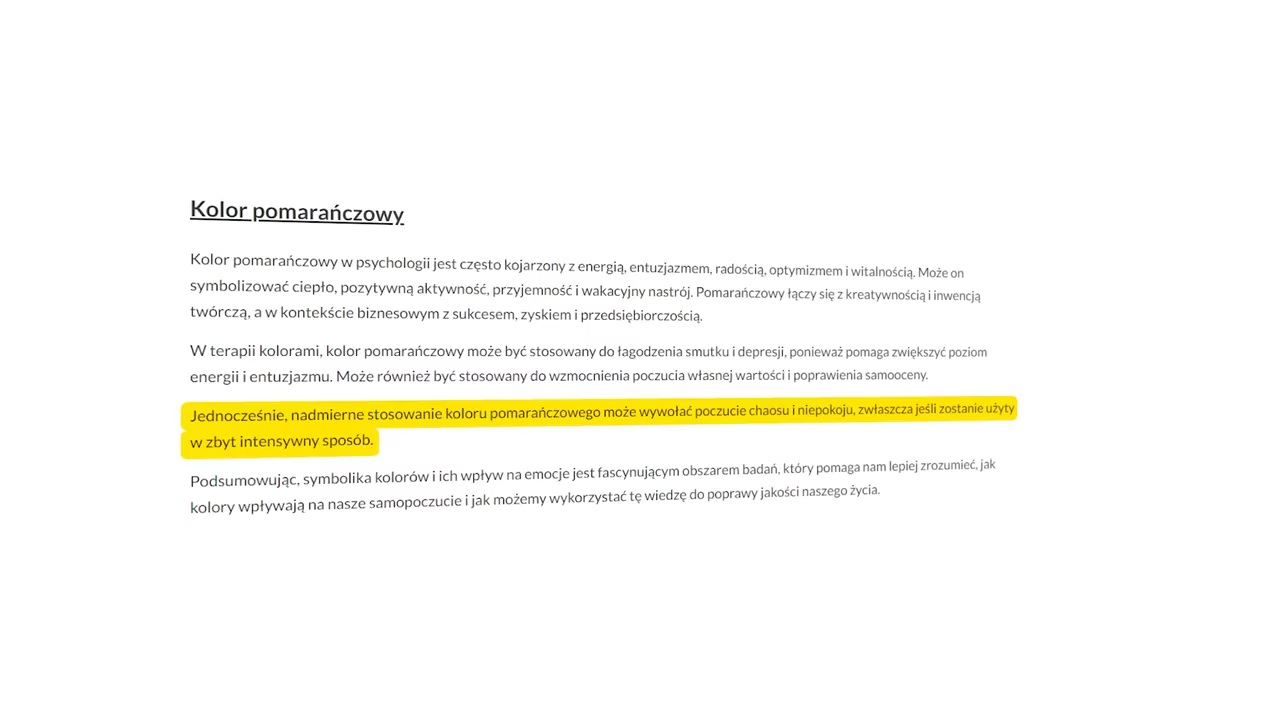 Kolor pomarańczowy
Kolor pomarańczowy w psychologii jest często kojarzony z energią, entuzjazmem, radością, optymizmem i witalnością. Może on
symbolizować ciepło, pozytywną aktywność, przyjemność i wakacyjny nastrój. Pomarańczowy łączy się z kreatywnością i inwencją
twórczą, a w kontekście biznesowym z sukcesem, zyskiem i przedsiębiorczością.
W terapii kolorami, kolor pomarańczowy może być stosowany do łagodzenia smutku i depresji, ponieważ pomaga zwiększyć poziom
energii i entuzjazmu. Może również być stosowany do wzmocnienia poczucia własnej wartości i poprawienia samooceny.
Jednocześnie, nadmierne stosowanie koloru pomarańczowego może wywołać poczucie chaosu i niepokoju, zwłaszcza jeśli zostanie użyty
w zbyt intensywny sposób.
Podsumowując, symbolika kolorów i ich wpływ na emocje jest fascynującym obszarem badań, który pomaga nam lepiej zrozumieć, jak
kolory wpływają na nasze samopoczucie i jak możemy wykorzystać tę wiedzę do poprawy jakości naszego życia.